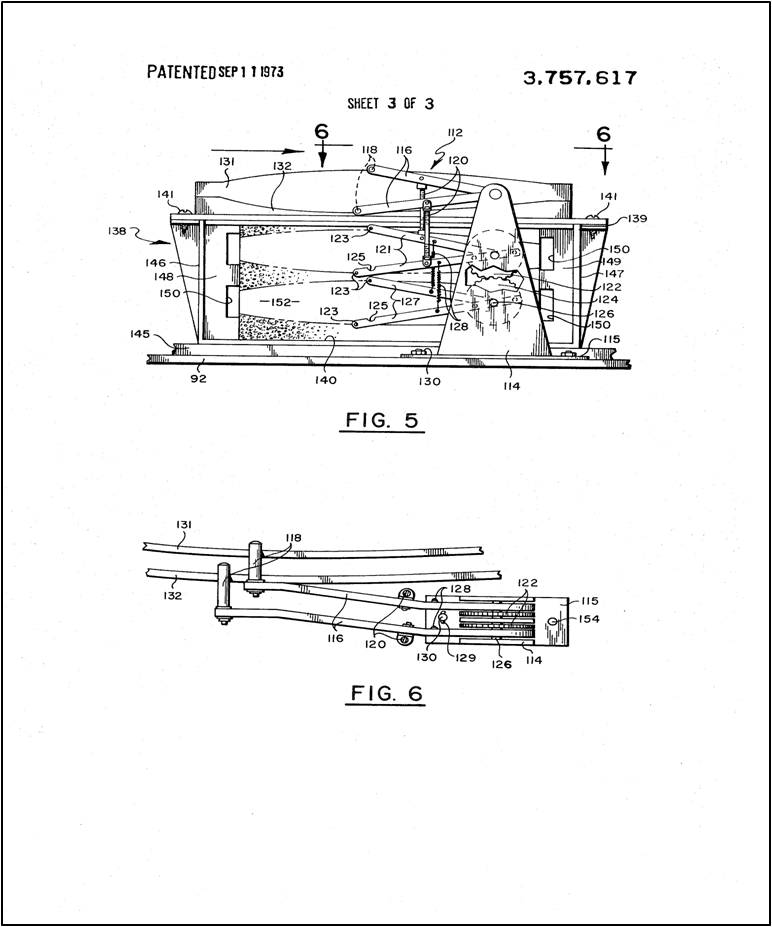 PATENTED SEP 11 1973
3,757,617
SHEET 3 OF 3
6 112 6
118 116 120
131 132
141 141
139
138 123
121 150
146 125 149
148 147
123 122
150 152 127 124
123 125 128 126
150
145 115
92 140 130 114
FIG. 5
131 118
132
128 122 115
154
116 120 130 129 126 114
FIG. 6